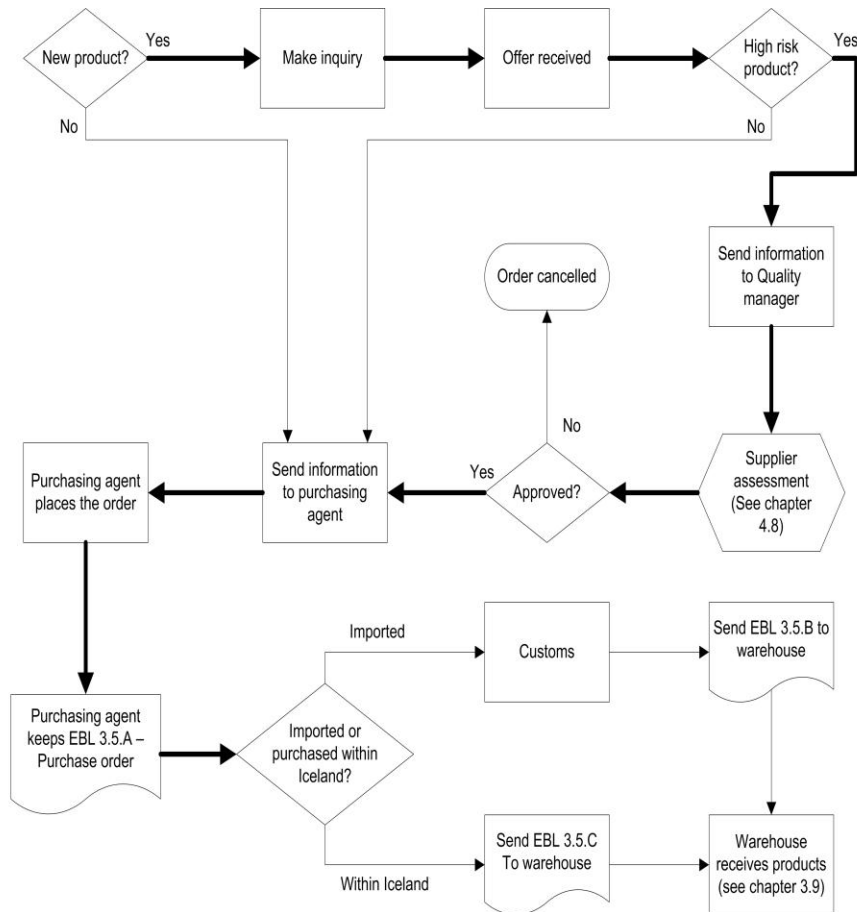 New product?
Yes
Make inquiry
Offer received
High risk
product?
Yes
No
No
Send information
to Quality
manager
Order cancelled
No
Supplier
assessment
(See chapter
4.8)
Approved?
Yes
Send information
to purchasing
agent
Purchasing agent
places the order
Purchasing agent
keeps EBL 3.5.A –
Purchase order
Imported or
purchased within
Iceland?
Imported
Customs
Send EBL 3.5.B to
warehouse
Within Iceland
Send EBL 3.5.C
To warehouse
Warehouse
receives products
(see chapter 3.9)